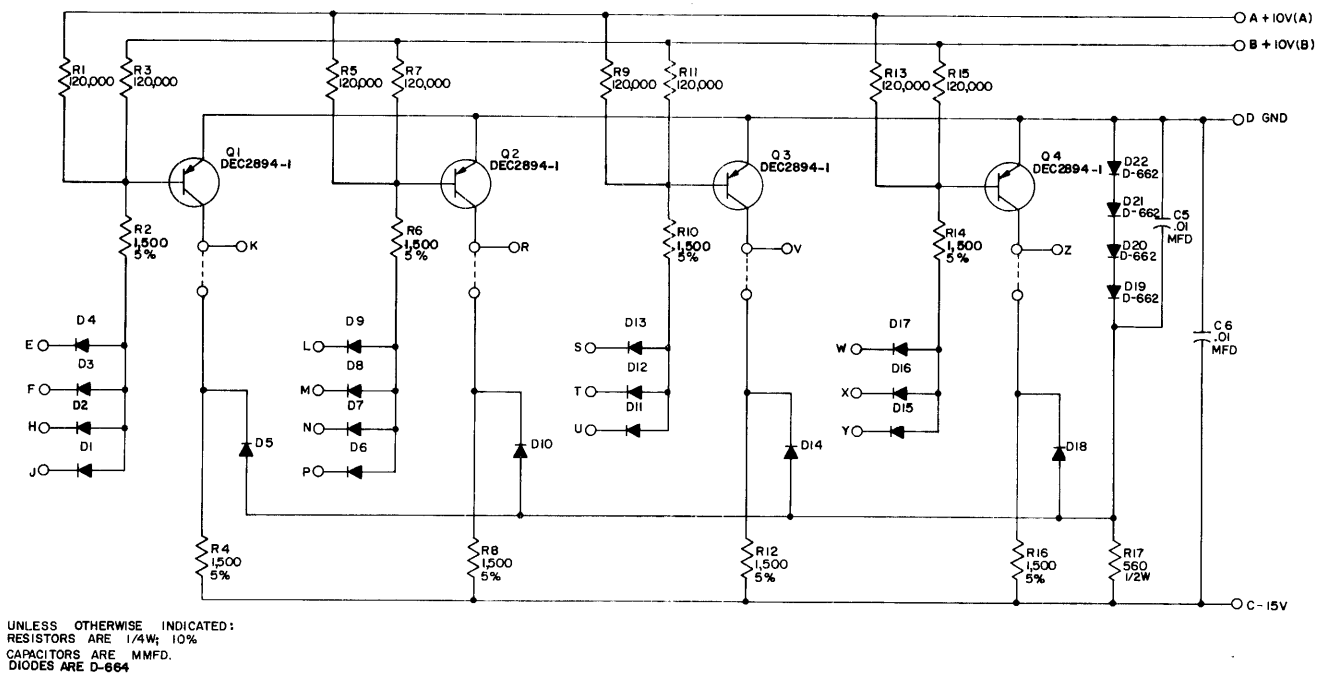 A +10V(A)
B +10V(B)
R1
120,000
R3
120,000
R5
120,000
R7
120,000
R9
120,000
R11
120,000
R13
120,000
R15
120,000
D GND
Q1
DEC2894-1
Q2
DEC2894-1
Q3
DEC2894-1
Q4
DEC2894-1
D22
D-662
D21
D-662
D20
D-662
D19
D-662
C5
.01
MFD
C6
.01
MFD
R2
1,500
5%
R6
1,500
5%
R10
1,500
5%
R14
1,500
5%
K
R
V
Z
D4
E
D3
F
D2
H
D1
J
D5
D9
L
D8
M
D7
N
D6
P
D10
D13
S
D12
T
D11
U
D14
D17
W
D16
X
D15
Y
D18
R4
1,500
5%
R8
1,500
5%
R12
1,500
5%
R16
1,500
5%
R17
560
1/2W
C -15V
UNLESS OTHERWISE INDICATED:
RESISTORS ARE 1/4W; 10%
CAPACITORS ARE MMFD.
DIODES ARE D-664